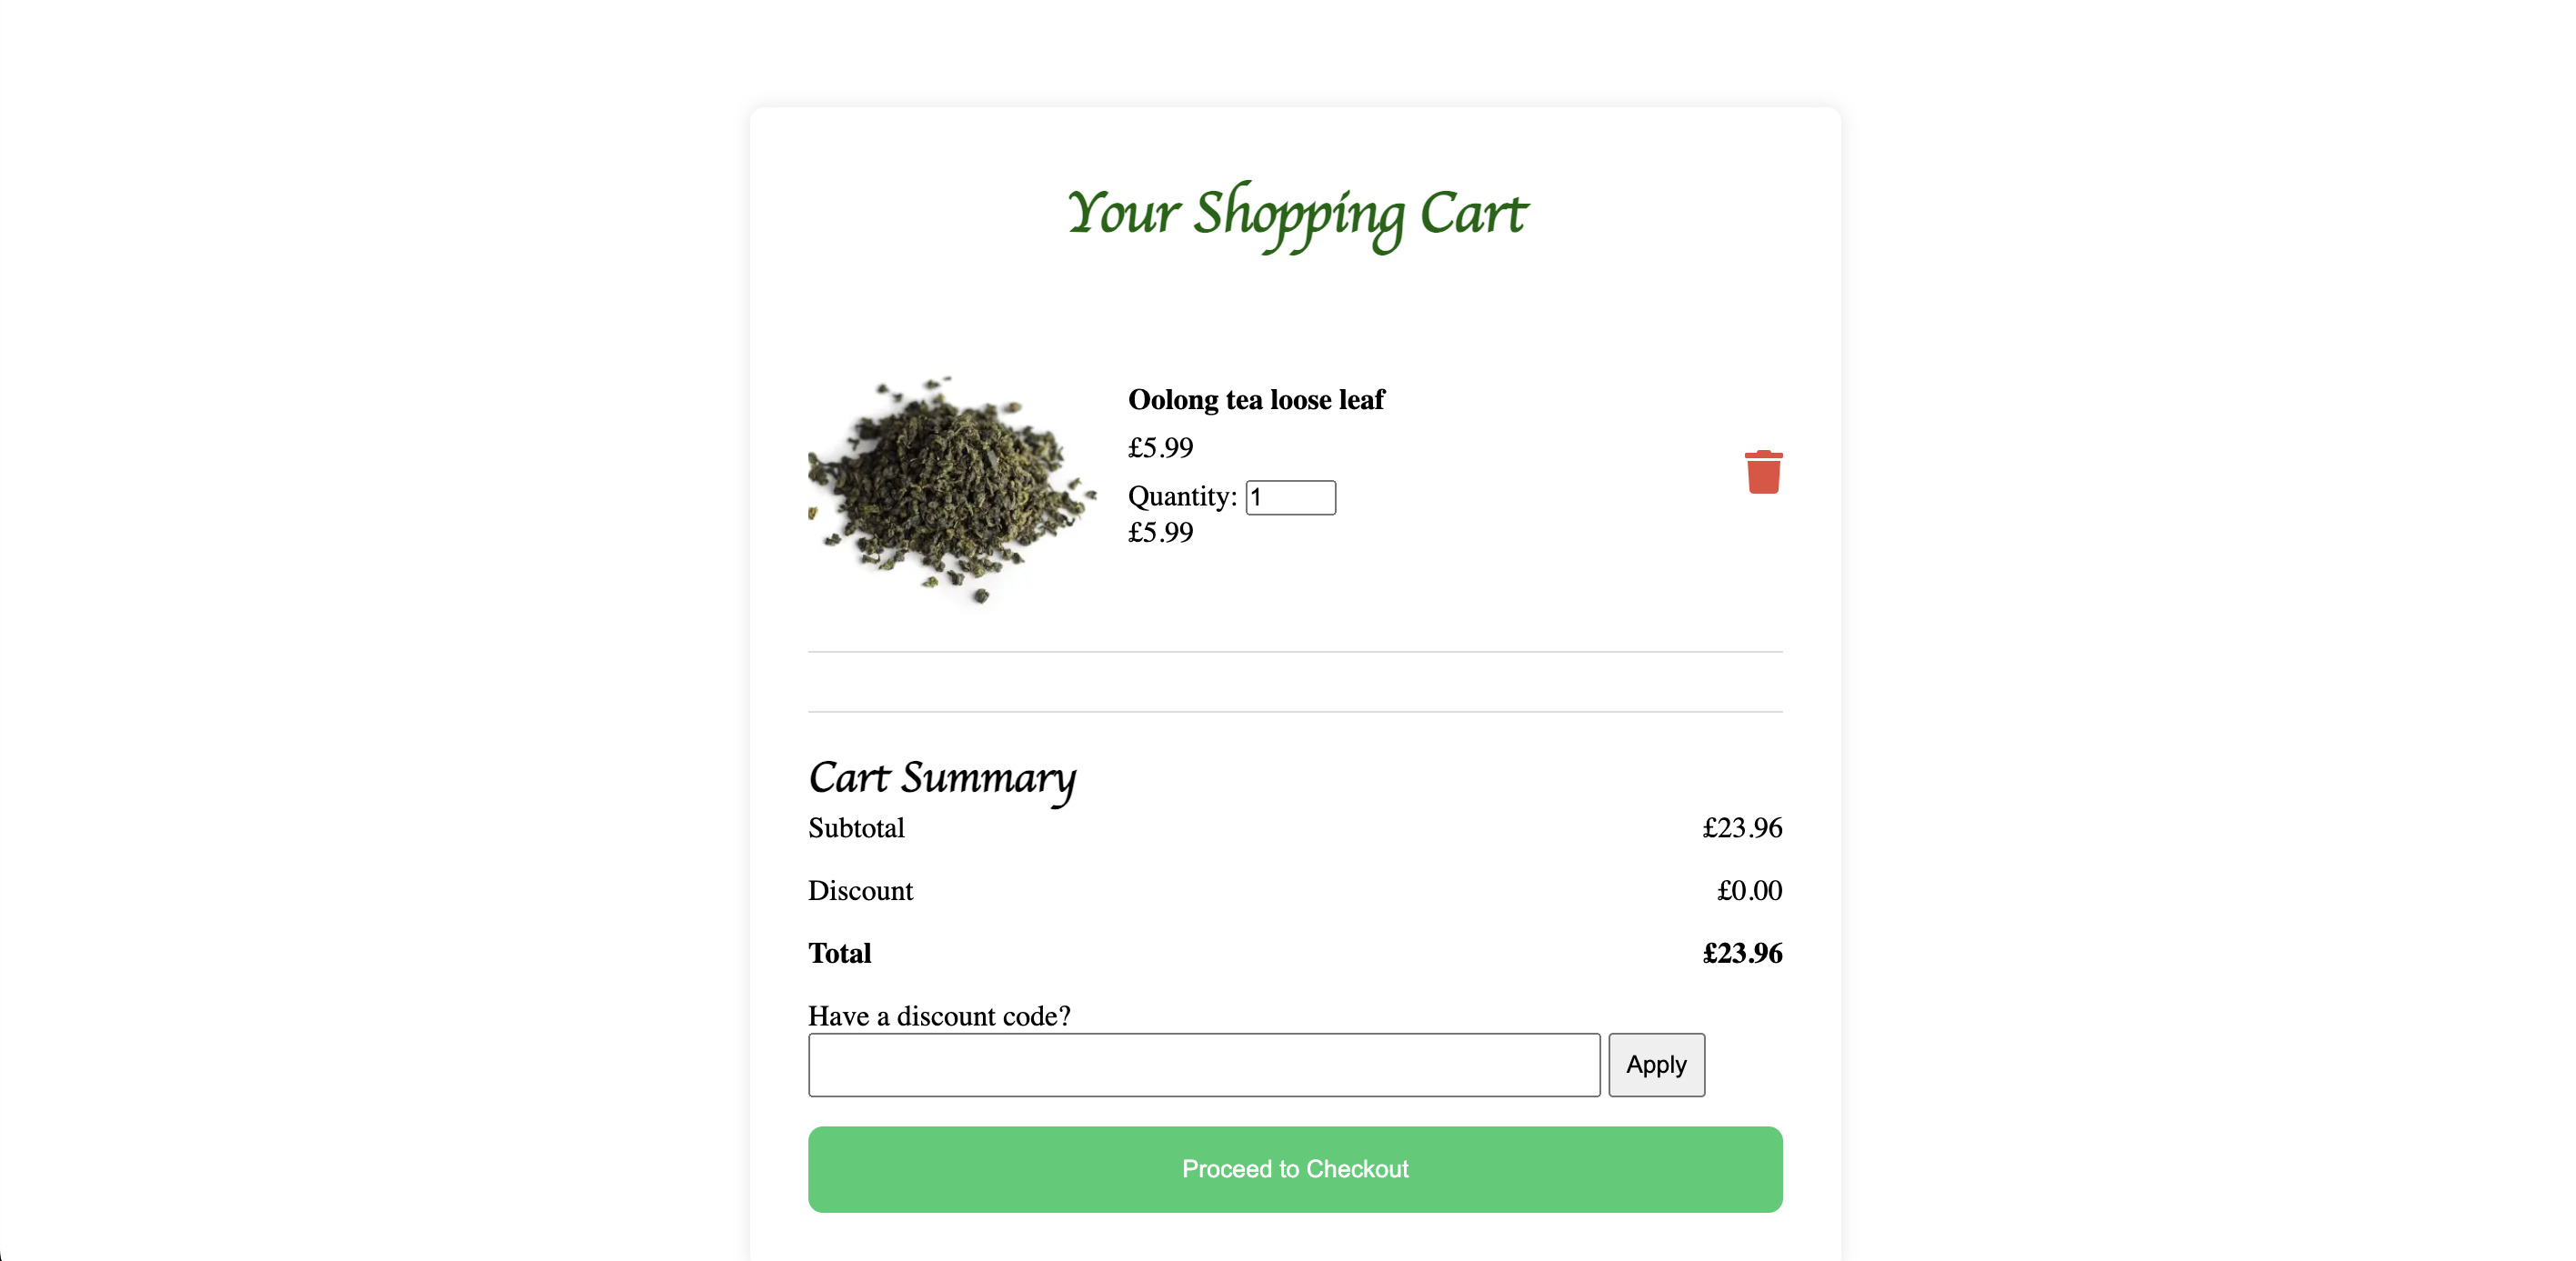 Your Shopping Cart
Oolong tea loose leaf
£5.99
Quantity: 1
£5.99
Cart Summary
Subtotal £23.96
Discount £0.00
Total £23.96
Have a discount code?
Apply
Proceed to Checkout